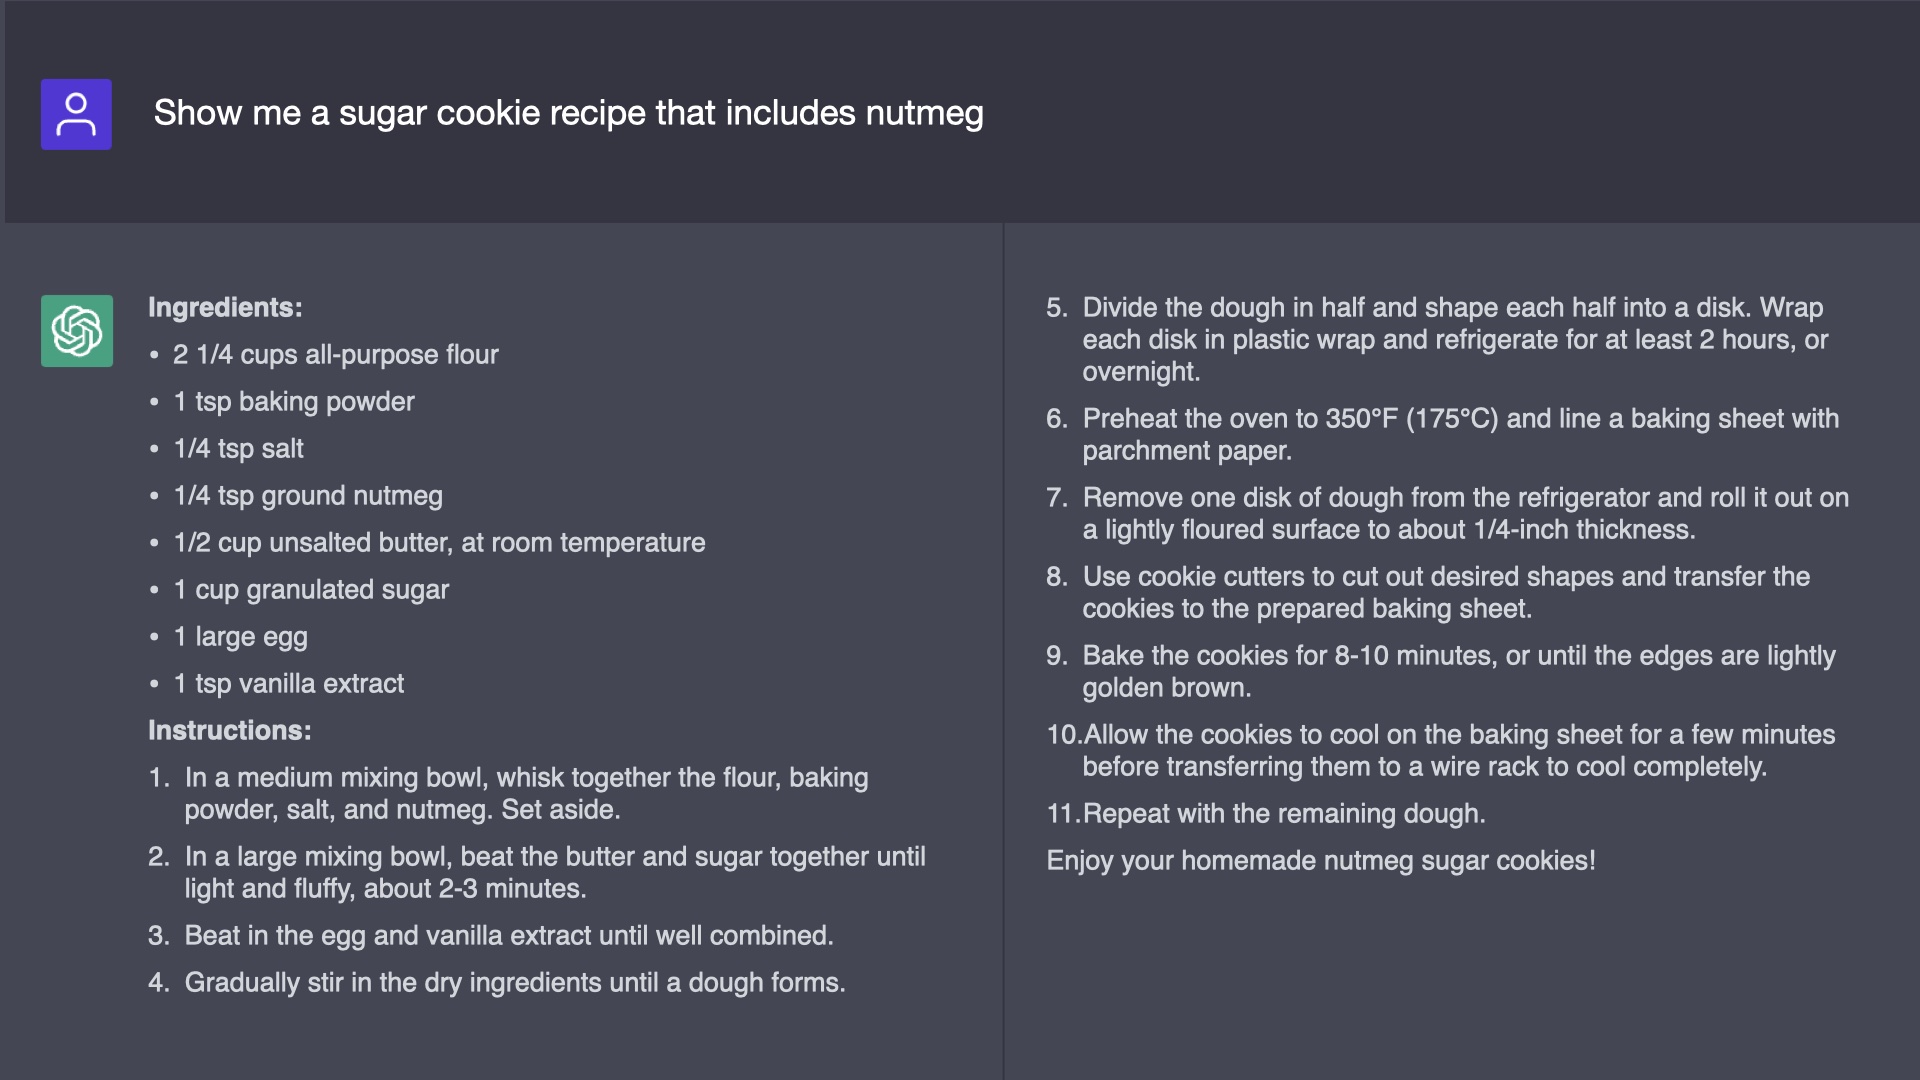 Show me a sugar cookie recipe that includes nutmeg
Ingredients:
• 2 1/4 cups all-purpose flour
• 1 tsp baking powder
• 1/4 tsp salt
• 1/4 tsp ground nutmeg
• 1/2 cup unsalted butter, at room temperature
• 1 cup granulated sugar
• 1 large egg
• 1 tsp vanilla extract
Instructions:
1. In a medium mixing bowl, whisk together the flour, baking
powder, salt, and nutmeg. Set aside.
2. In a large mixing bowl, beat the butter and sugar together until
light and fluffy, about 2-3 minutes.
3. Beat in the egg and vanilla extract until well combined.
4. Gradually stir in the dry ingredients until a dough forms.
5. Divide the dough in half and shape each half into a disk. Wrap
each disk in plastic wrap and refrigerate for at least 2 hours, or
overnight.
6. Preheat the oven to 350°F (175°C) and line a baking sheet with
parchment paper.
7. Remove one disk of dough from the refrigerator and roll it out on
a lightly floured surface to about 1/4-inch thickness.
8. Use cookie cutters to cut out desired shapes and transfer the
cookies to the prepared baking sheet.
9. Bake the cookies for 8-10 minutes, or until the edges are lightly
golden brown.
10.Allow the cookies to cool on the baking sheet for a few minutes
before transferring them to a wire rack to cool completely.
11.Repeat with the remaining dough.
Enjoy your homemade nutmeg sugar cookies!